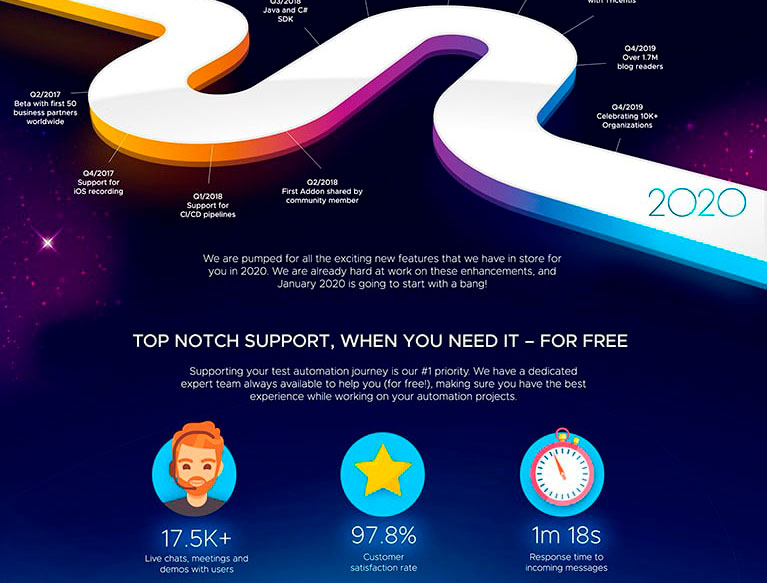 Q3/2018
Java and C#
SDK
with Tricentis
Q4/2019
Over 1.7M
blog readers
Q2/2017
Beta with first 50
business partners
worldwide
Q4/2019
Celebrating 10K+
Organizations
Q4/2017
Support for
iOS recording
Q1/2018
Support for
CI/CD pipelines
Q2/2018
First Addon shared by
community member
2020
We are pumped for all the exciting new features that we have in store for
you in 2020. We are already hard at work on these enhancements, and
January 2020 is going to start with a bang!
TOP NOTCH SUPPORT, WHEN YOU NEED IT – FOR FREE
Supporting your test automation journey is our #1 priority. We have a dedicated
expert team always available to help you (for free!), making sure you have the best
experience while working on your automation projects.
17.5K+
Live chats, meetings and
demos with users
97.8%
Customer
satisfaction rate
1m 18s
Response time to
incoming messages